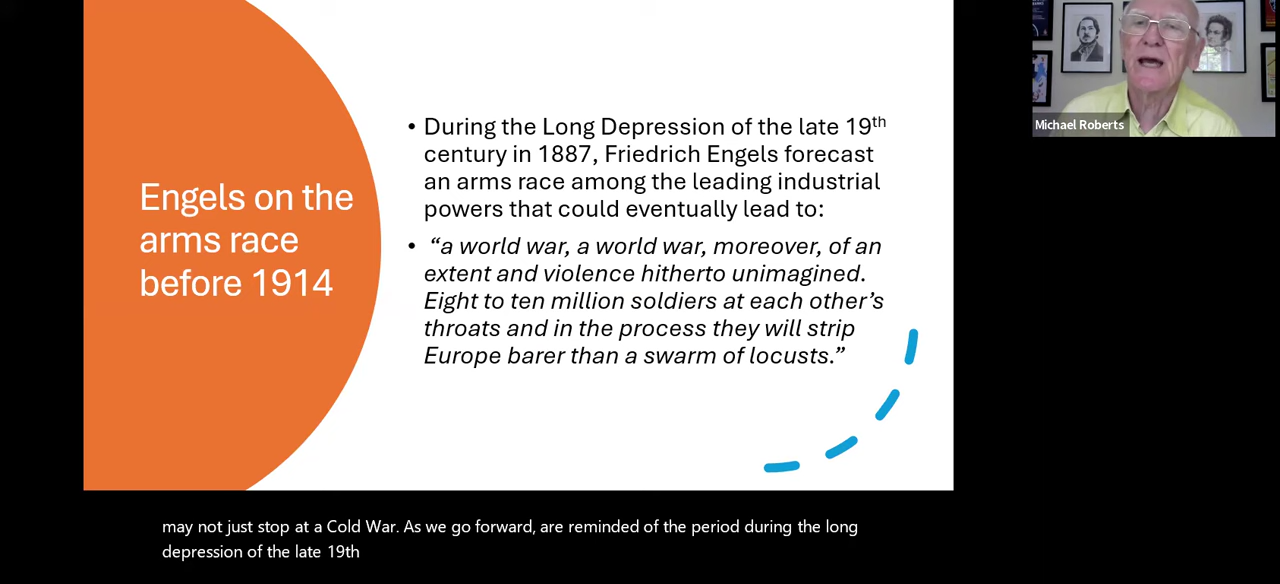 Engels on the
arms race
before 1914
• During the Long Depression of the late 19th
century in 1887, Friedrich Engels forecast
an arms race among the leading industrial
powers that could eventually lead to:
• “a world war, a world war, moreover, of an
extent and violence hitherto unimagined.
Eight to ten million soldiers at each other’s
throats and in the process they will strip
Europe barer than a swarm of locusts.”
Michael Roberts
may not just stop at a Cold War. As we go forward, are reminded of the period during the long
depression of the late 19th